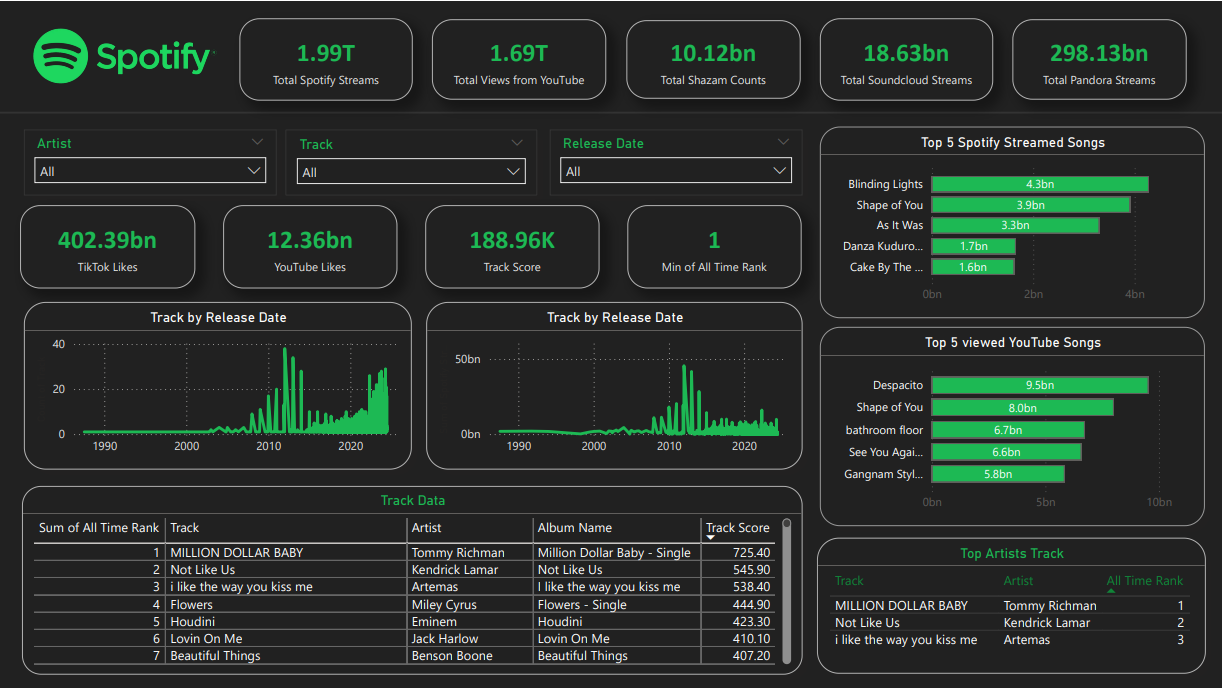 Spotify
1.99T
Total Spotify Streams
1.69T
Total Views from YouTube
10.12bn
Total Shazam Counts
18.63bn
Total Soundcloud Streams
298.13bn
Total Pandora Streams
Artist
All
Track
All
Release Date
All
402.39bn
TikTok Likes
12.36bn
YouTube Likes
188.96K
Track Score
1
Min of All Time Rank
Track by Release Date
40
20
0
1990 2000 2010 2020
Track by Release Date
50bn
0bn
1990 2000 2010 2020
Top 5 Spotify Streamed Songs
Blinding Lights 4.3bn
Shape of You 3.9bn
As It Was 3.3bn
Danza Kuduro... 1.7bn
Cake By The ... 1.6bn
0bn 2bn 4bn
Top 5 viewed YouTube Songs
Despacito 9.5bn
Shape of You 8.0bn
bathroom floor 6.7bn
See You Agai... 6.6bn
Gangnam Styl... 5.8bn
0bn 5bn 10bn
Track Data
Sum of All Time Rank Track Artist Album Name Track Score
1 MILLION DOLLAR BABY Tommy Richman Million Dollar Baby - Single 725.40
2 Not Like Us Kendrick Lamar Not Like Us 545.90
3 i like the way you kiss me Artemas I like the way you kiss me 538.40
4 Flowers Miley Cyrus Flowers - Single 444.90
5 Houdini Eminem Houdini 423.30
6 Lovin On Me Jack Harlow Lovin On Me 410.10
7 Beautiful Things Benson Boone Beautiful Things 407.20
Top Artists Track
Track Artist All Time Rank
MILLION DOLLAR BABY Tommy Richman 1
Not Like Us Kendrick Lamar 2
i like the way you kiss me Artemas 3